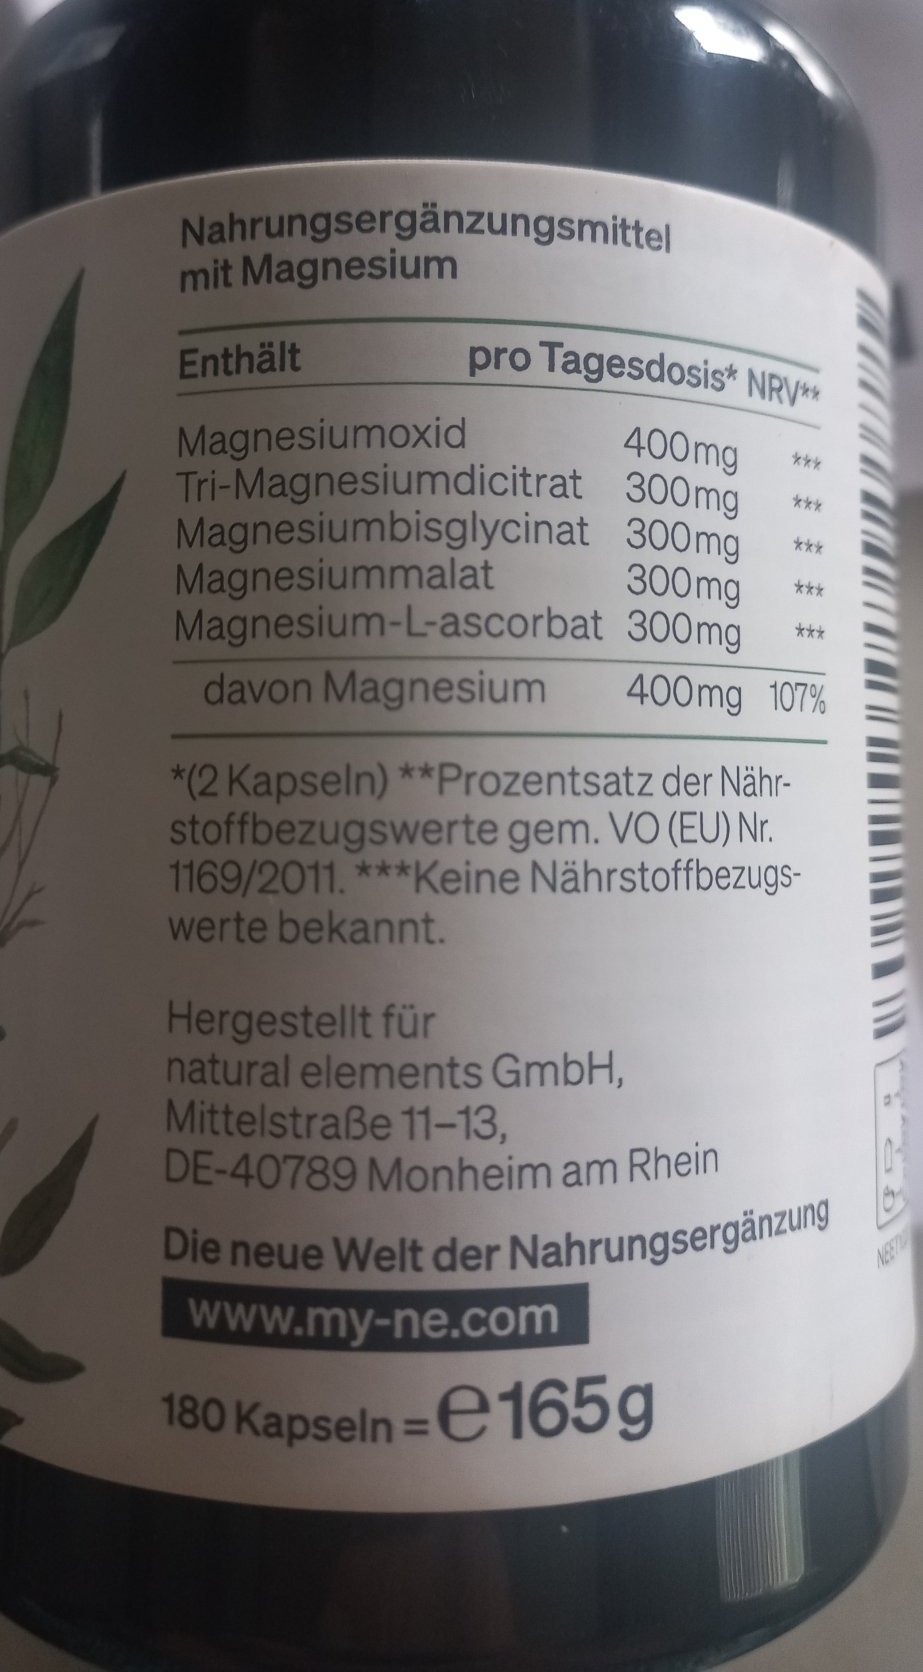 Nahrungsergänzungsmittel
mit Magnesium
Enthält pro Tagesdosis* NRV**
Magnesiumoxid 400mg ***
Tri-Magnesiumdicitrat 300mg ***
Magnesiumbisglycinat 300mg ***
Magnesiummalat 300mg ***
Magnesium-L-ascorbat 300mg ***
davon Magnesium 400mg 107%
*(2 Kapseln) **Prozentsatz der Nähr-
stoffbezugswerte gem. VO (EU) Nr.
1169/2011. ***Keine Nährstoffbezugs-
werte bekannt.
Hergestellt für
natural elements GmbH,
Mittelstraße 11–13,
DE-40789 Monheim am Rhein
Die neue Welt der Nahrungsergänzung
www.my-ne.com
180 Kapseln = e 165g